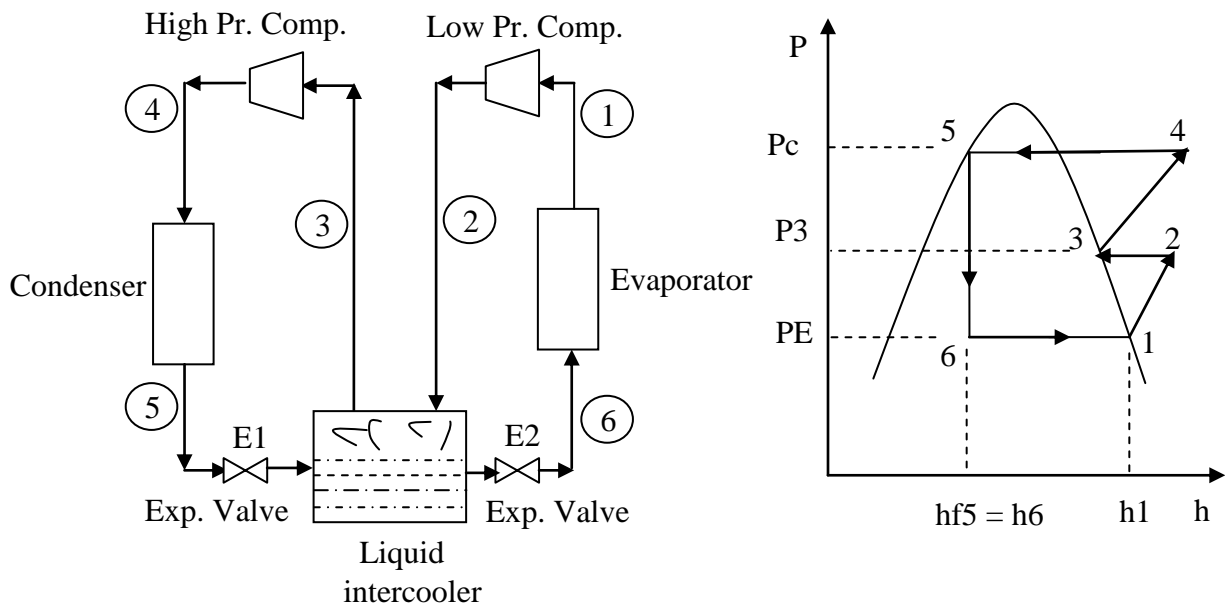 High Pr. Comp.
Low Pr. Comp.
4
1
3
2
Condenser
Evaporator
5
6
E1
E2
Exp. Valve
Exp. Valve
Liquid
intercooler
P
Pc
5
4
P3
3
2
PE
6
1
hf5 = h6
h1
h